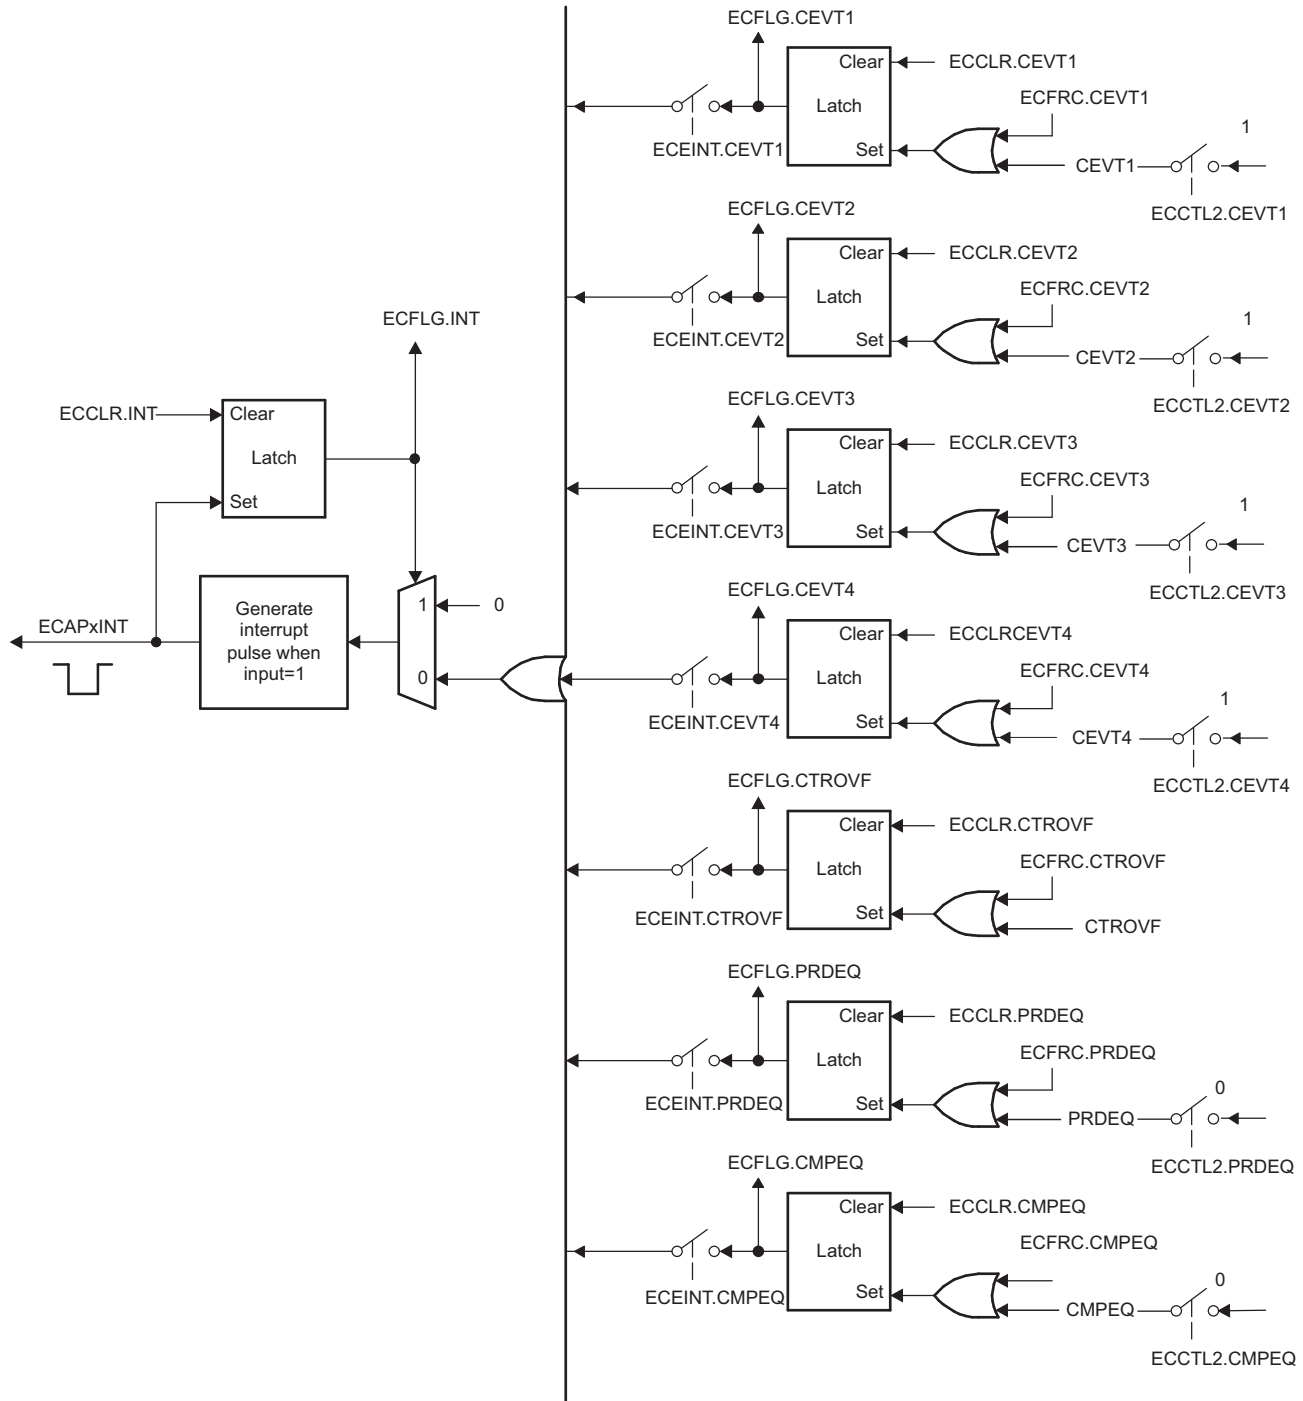 ECFLG.CEVT1
Clear
ECCLR.CEVT1
ECFRC.CEVT1
Latch
1
ECEINT.CEVT1
Set
CEVT1
ECCTL2.CEVT1
ECFLG.CEVT2
Clear
ECCLR.CEVT2
ECFRC.CEVT2
Latch
1
ECEINT.CEVT2
Set
CEVT2
ECCTL2.CEVT2
ECFLG.INT
ECCLR.INT
Clear
Latch
Set
ECFLG.CEVT3
Clear
ECCLR.CEVT3
ECFRC.CEVT3
Latch
1
ECEINT.CEVT3
Set
CEVT3
ECCTL2.CEVT3
ECAPxINT
Generate
interrupt
pulse when
input=1
1
0
0
ECFLG.CEVT4
Clear
ECCLRCEVT4
ECFRC.CEVT4
Latch
1
ECEINT.CEVT4
Set
CEVT4
ECCTL2.CEVT4
ECFLG.CTROVF
Clear
ECCLR.CTROVF
ECFRC.CTROVF
Latch
ECEINT.CTROVF
Set
CTROVF
ECFLG.PRDEQ
Clear
ECCLR.PRDEQ
ECFRC.PRDEQ
Latch
0
ECEINT.PRDEQ
Set
PRDEQ
ECCTL2.PRDEQ
ECFLG.CMPEQ
Clear
ECCLR.CMPEQ
ECFRC.CMPEQ
Latch
0
ECEINT.CMPEQ
Set
CMPEQ
ECCTL2.CMPEQ